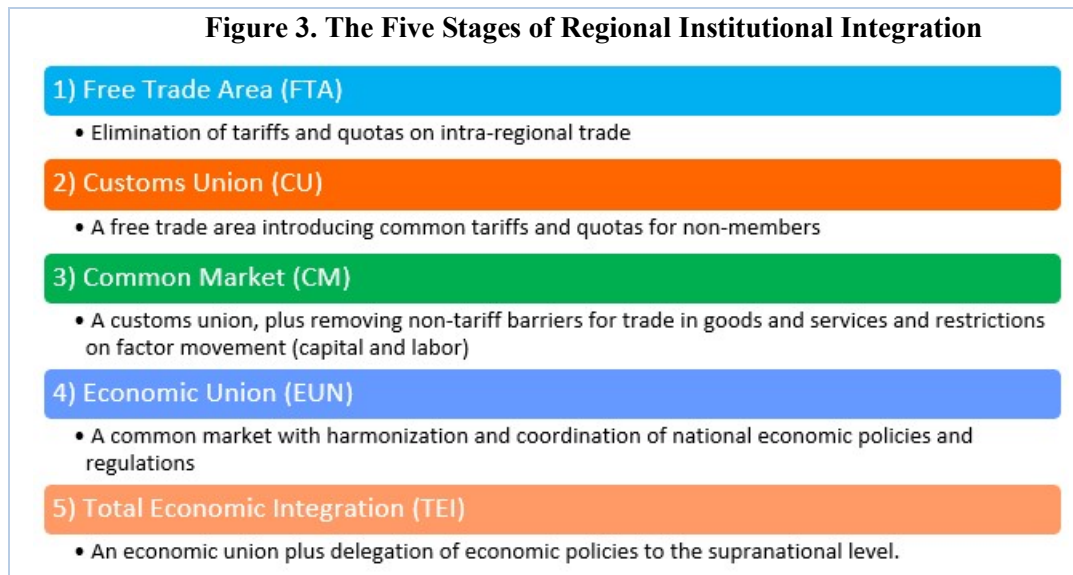 Figure 3. The Five Stages of Regional Institutional Integration
1) Free Trade Area (FTA)
• Elimination of tariffs and quotas on intra-regional trade
2) Customs Union (CU)
• A free trade area introducing common tariffs and quotas for non-members
3) Common Market (CM)
• A customs union, plus removing non-tariff barriers for trade in goods and services and restrictions
on factor movement (capital and labor)
4) Economic Union (EUN)
• A common market with harmonization and coordination of national economic policies and
regulations
5) Total Economic Integration (TEI)
• An economic union plus delegation of economic policies to the supranational level.